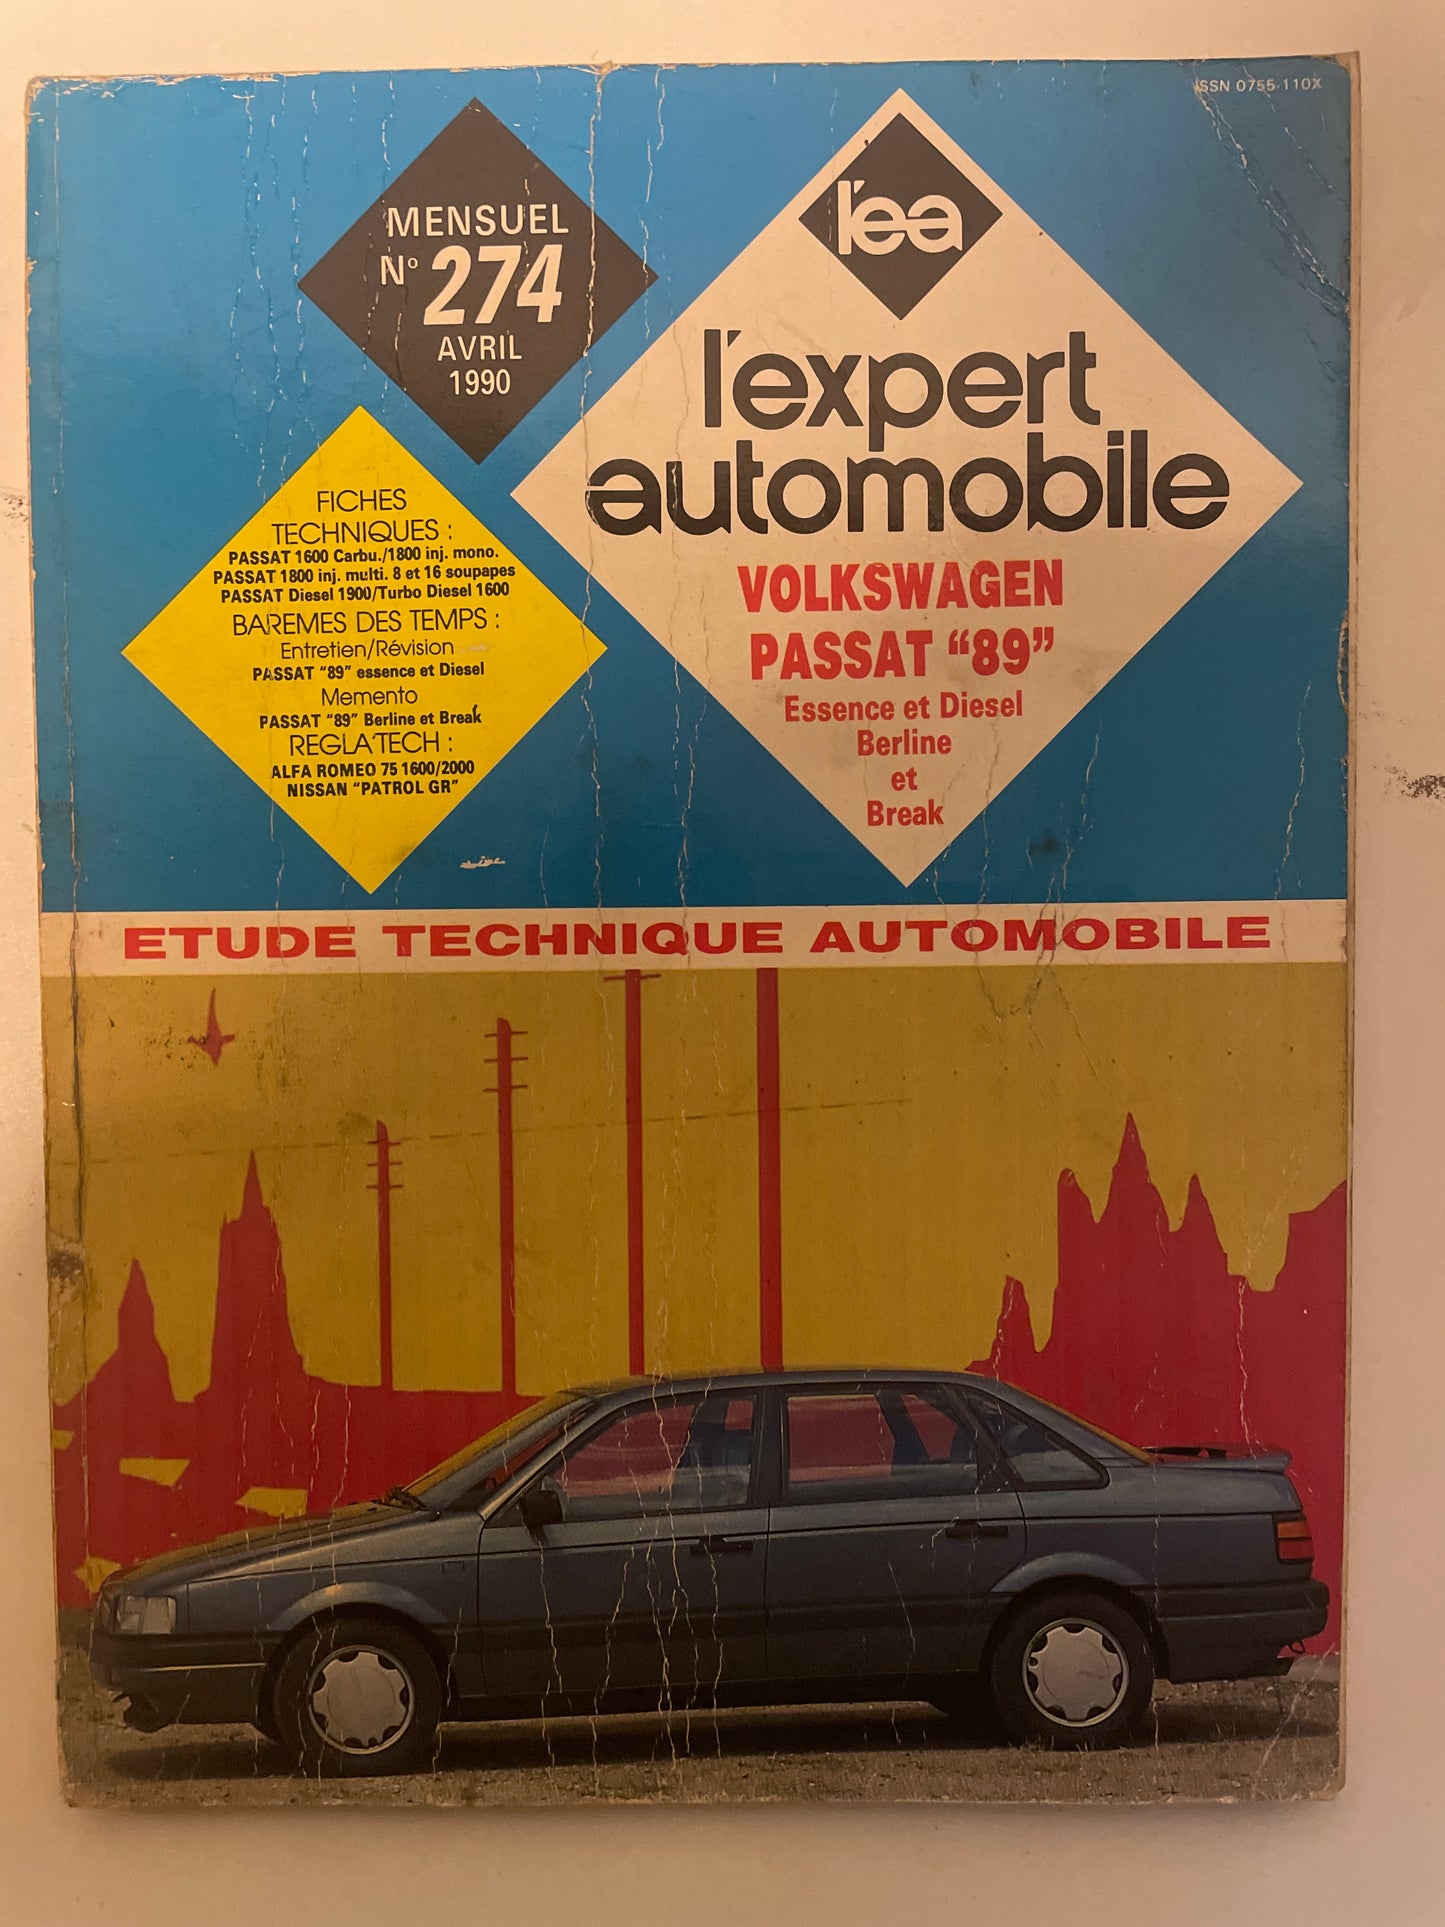 ISSN 0755-110X
MENSUEL
N° 274
AVRIL
1990
l'ea
l'expert
automobile
VOLKSWAGEN
PASSAT “89”
Essence et Diesel
Berline
et
Break
FICHES
TECHNIQUES :
PASSAT 1600 Carbu./1800 inj. mono.
PASSAT 1800 inj. multi. 8 et 16 soupapes
PASSAT Diesel 1900/Turbo Diesel 1600
BAREMES DES TEMPS :
Entretien/Révision
PASSAT “89” essence et Diesel
Memento
PASSAT “89” Berline et Break
REGLATECH :
ALFA ROMEO 75 1600/2000
NISSAN “PATROL GR”
ETUDE TECHNIQUE AUTOMOBILE